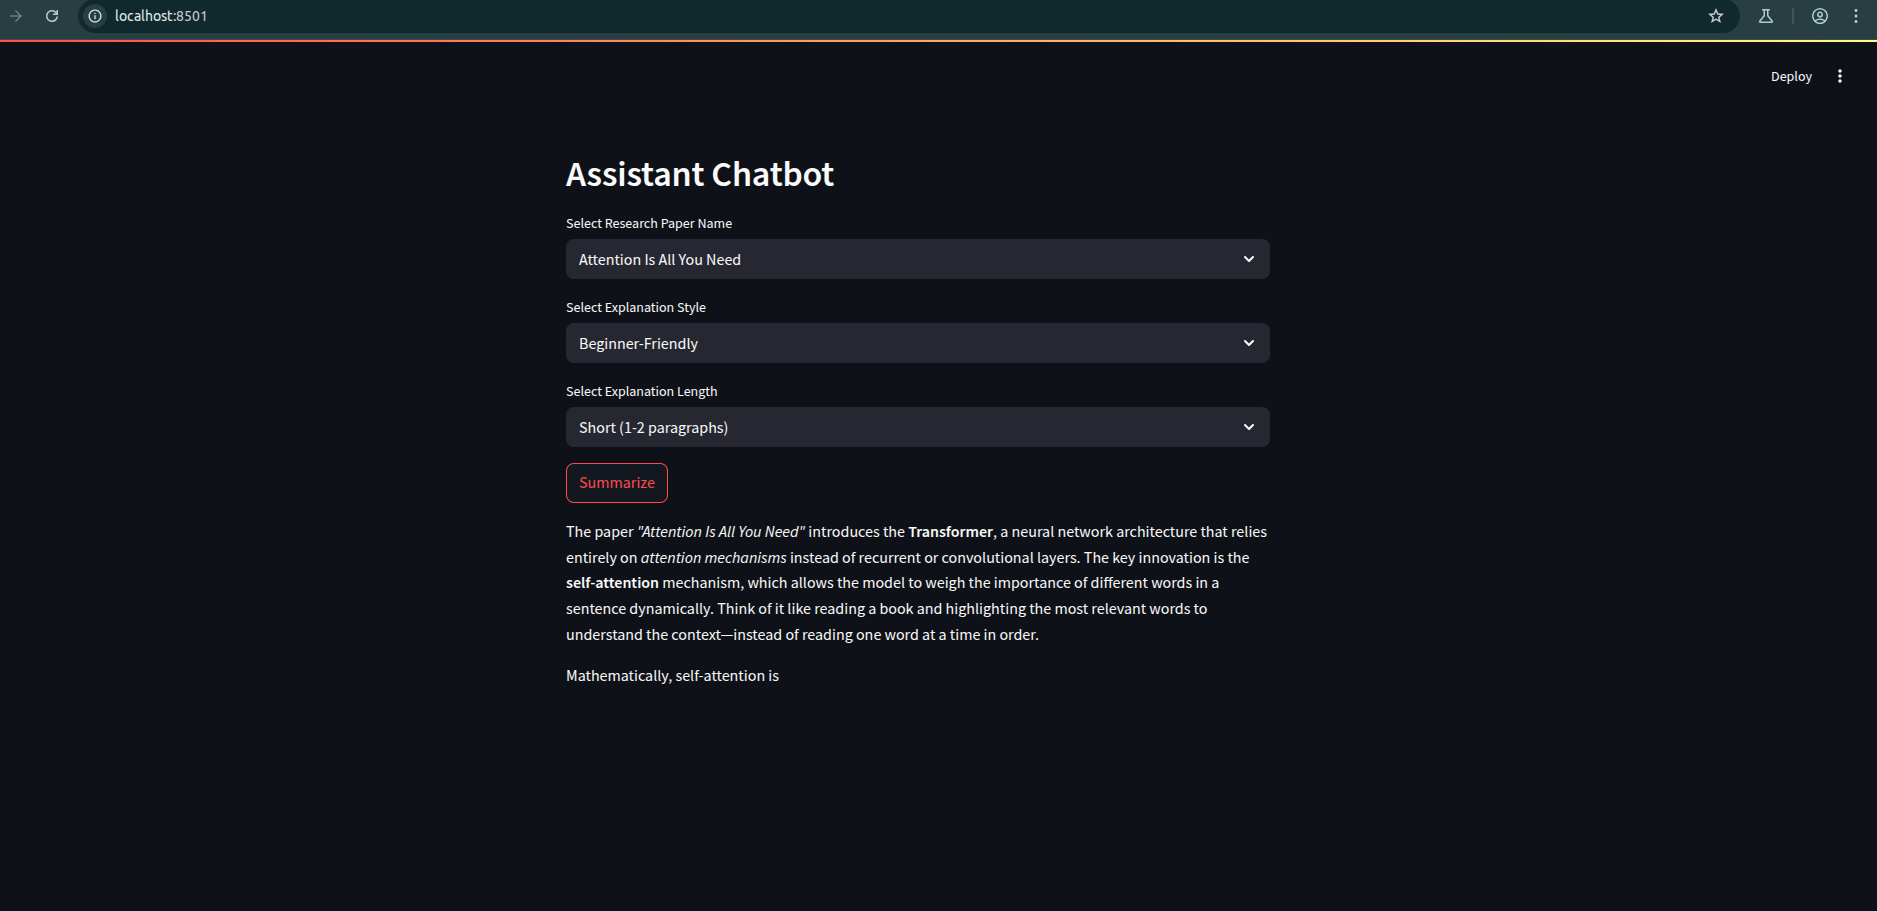 localhost:8501
Deploy
Assistant Chatbot
Select Research Paper Name
Attention Is All You Need
Select Explanation Style
Beginner-Friendly
Select Explanation Length
Short (1-2 paragraphs)
Summarize
The paper "Attention Is All You Need" introduces the Transformer, a neural network architecture that relies
entirely on attention mechanisms instead of recurrent or convolutional layers. The key innovation is the
self-attention mechanism, which allows the model to weigh the importance of different words in a
sentence dynamically. Think of it like reading a book and highlighting the most relevant words to
understand the context—instead of reading one word at a time in order.
Mathematically, self-attention is